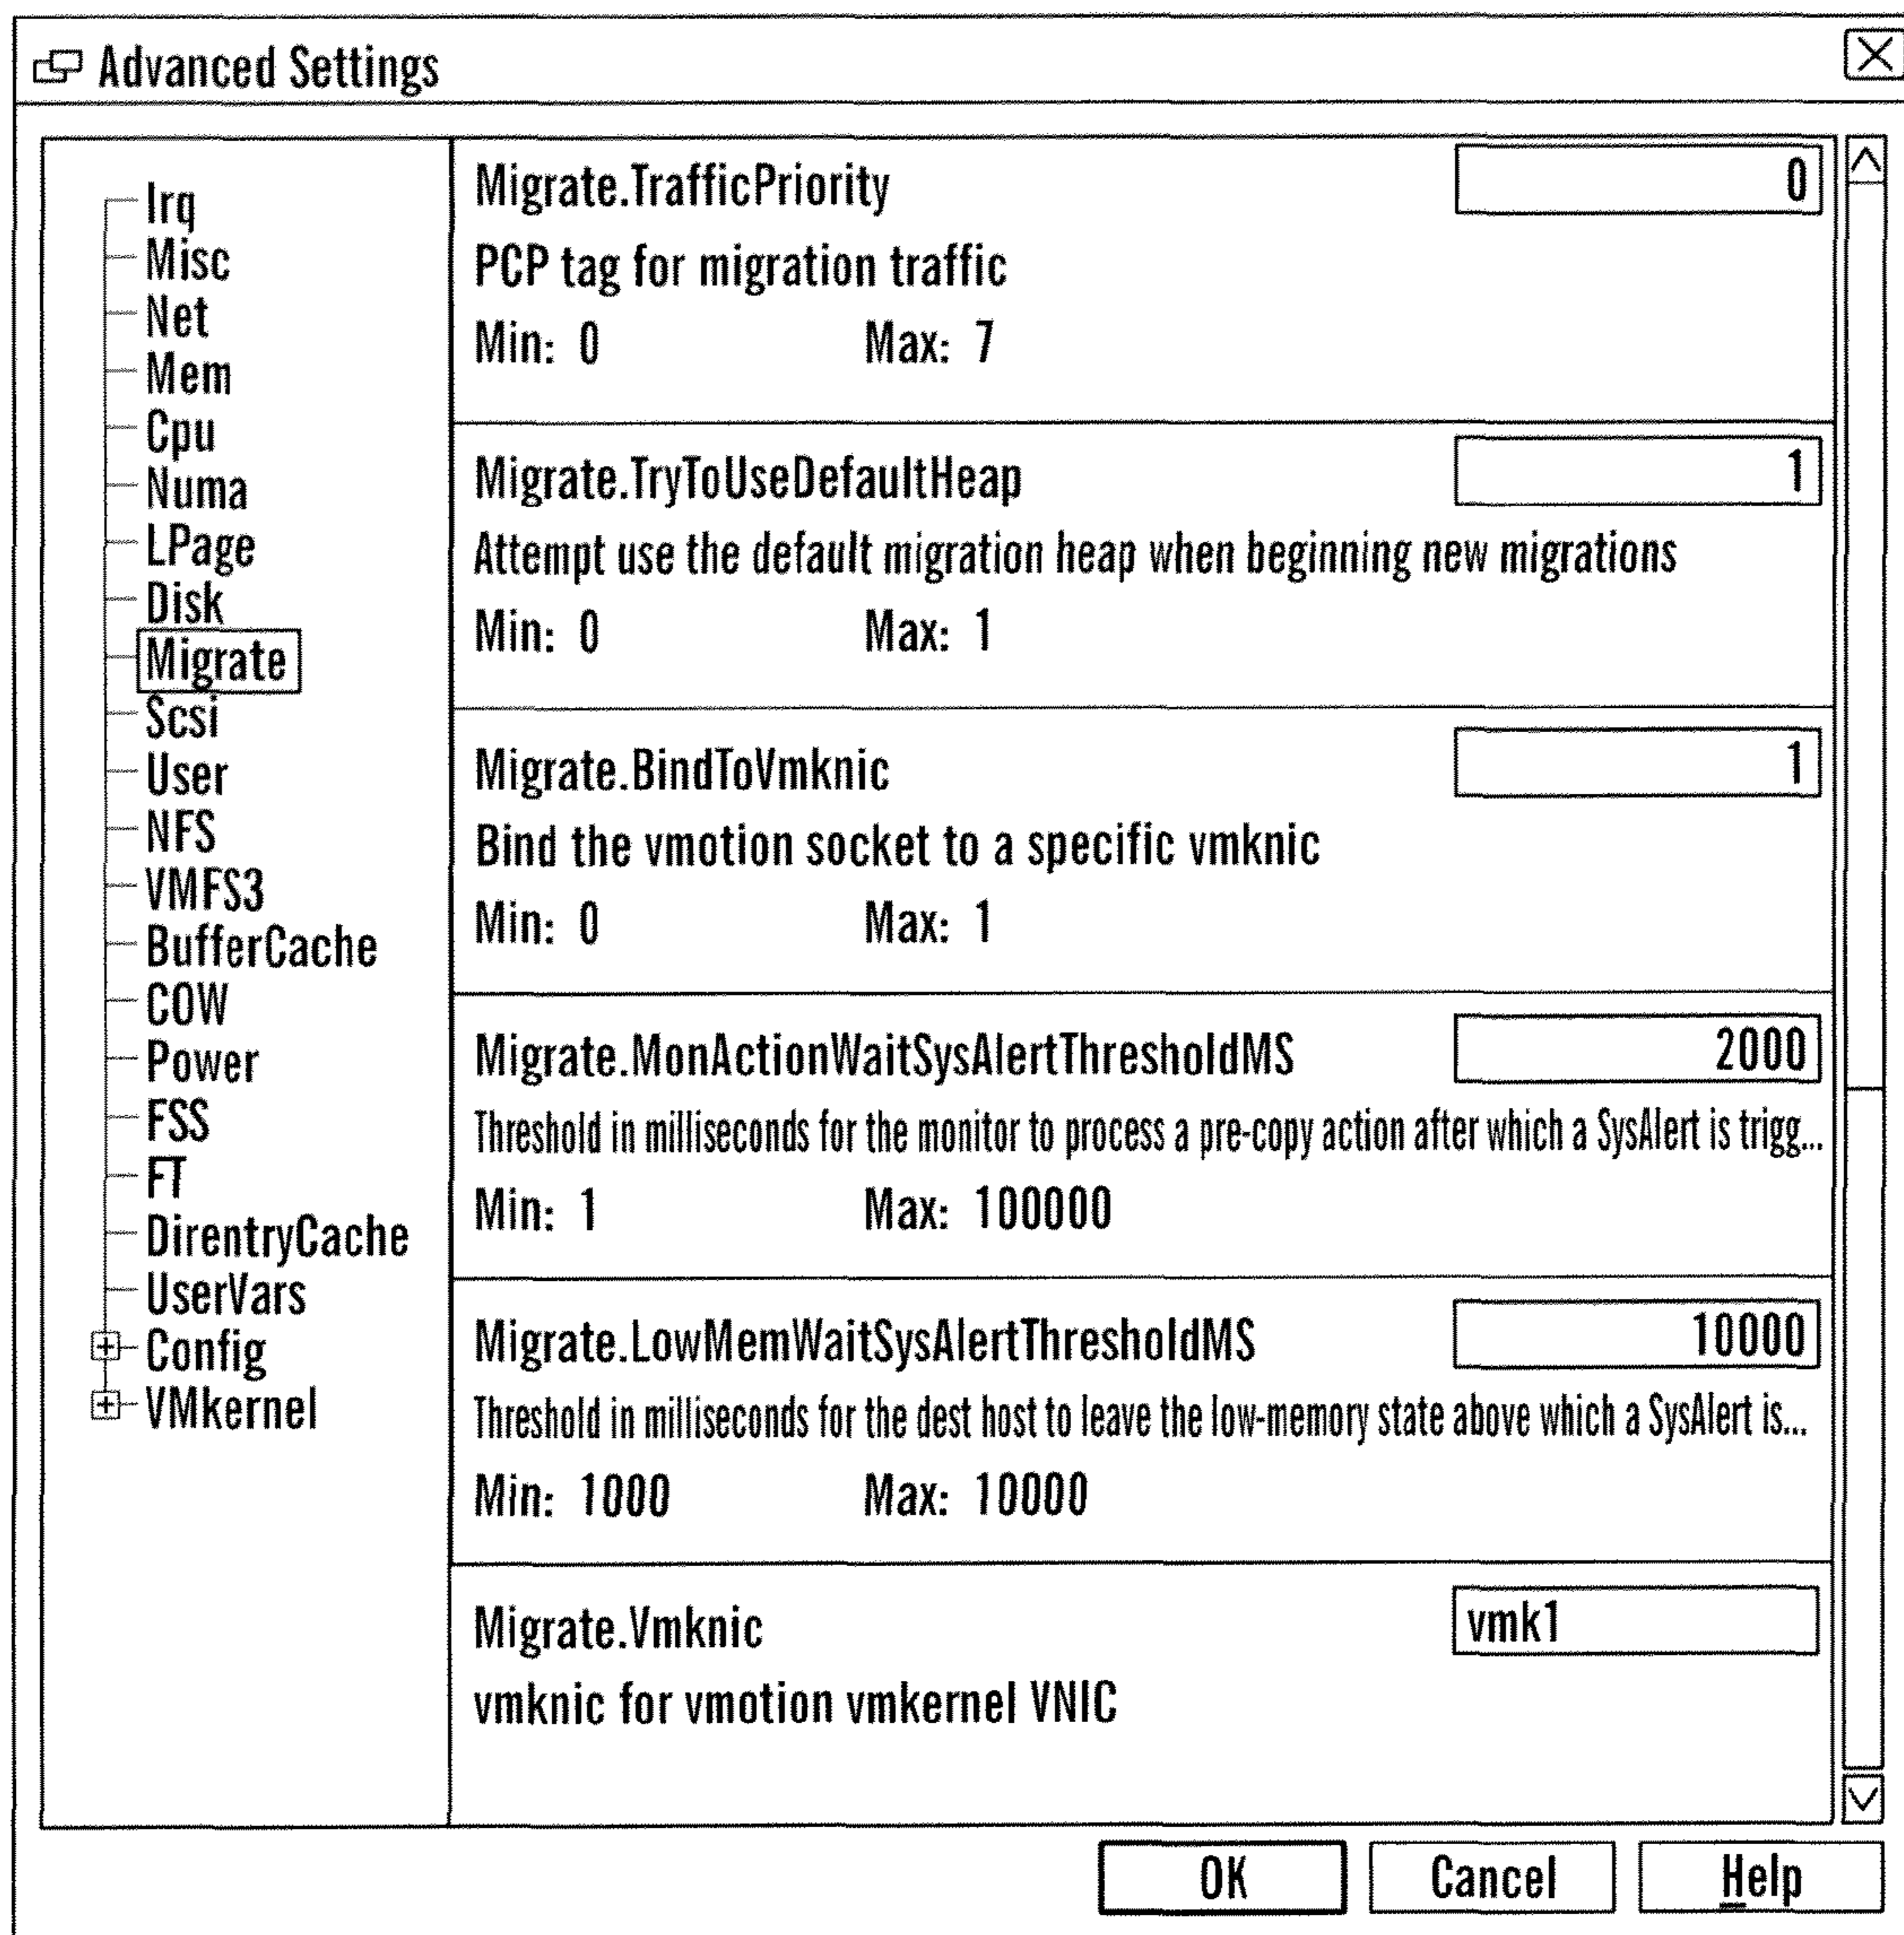 Advanced Settings
Irq
Misc
Net
Mem
Cpu
Numa
LPage
Disk
Migrate
Scsi
User
NFS
VMFS3
BufferCache
COW
Power
FSS
FT
DirentryCache
UserVars
Config
VMkernel
Migrate.TrafficPriority 0
PCP tag for migration traffic
Min: 0 Max: 7
Migrate.TryToUseDefaultHeap 1
Attempt use the default migration heap when beginning new migrations
Min: 0 Max: 1
Migrate.BindToVmknic 1
Bind the vmotion socket to a specific vmknic
Min: 0 Max: 1
Migrate.MonActionWaitSysAlertThresholdMS 2000
Threshold in milliseconds for the monitor to process a pre-copy action after which a SysAlert is trigg...
Min: 1 Max: 100000
Migrate.LowMemWaitSysAlertThresholdMS 10000
Threshold in milliseconds for the dest host to leave the low-memory state above which a SysAlert is...
Min: 1000 Max: 10000
Migrate.Vmknic vmk1
vmknic for vmotion vmkernel VNIC
OK Cancel Help